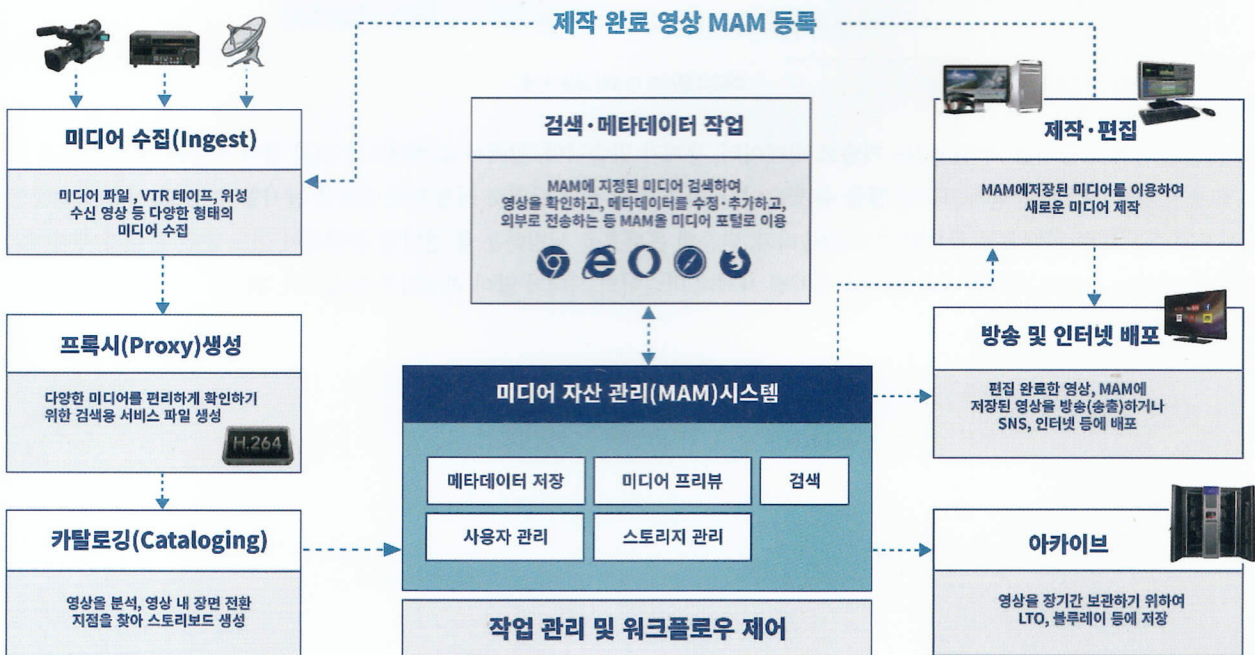 제작 완료 영상 MAM 등록
미디어 수집(Ingest)
미디어 파일 , VTR 테이프, 위성
수신 영상 등 다양한 형태의
미디어 수집
프록시(Proxy)생성
다양한 미디어를 편리하게 확인하기
위한 검색용 서비스 파일 생성
H.264
카탈로깅(Cataloging)
영상을 분석, 영상 내 장면 전환
지점을 찾아 스토리보드 생성
검색·메타데이터 작업
MAM에 지정된 미디어 검색하여
영상을 확인하고, 메타데이터를 수정·추가하고,
외부로 전송하는 등 MAM올 미디어 포털로 이용
미디어 자산 관리(MAM)시스템
메타데이터 저장
미디어 프리뷰
검색
사용자 관리
스토리지 관리
작업 관리 및 워크플로우 제어
제작·편집
MAM에저장된 미디어를 이용하여
새로운 미디어 제작
방송 및 인터넷 배포
편집 완료한 영상, MAM에
저장된 영상을 방송(송출)하거나
SNS, 인터넷 등에 배포
아카이브
영상을 장기간 보관하기 위하여
LTO, 볼루레이 등에 저장